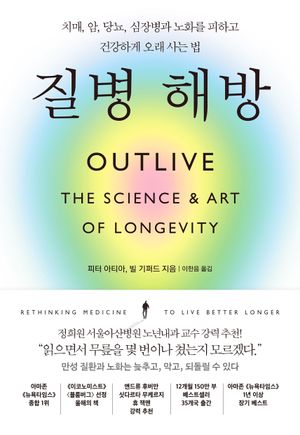 치매, 암, 당뇨, 심장병과 노화를 피하고
건강하게 오래 사는 법
질병 해방
OUTLIVE
THE SCIENCE & ART
OF LONGEVITY
피터 아티아, 빌 기퍼드 지음 | 이한음 옮김
RETHINKING MEDICINE TO LIVE BETTER LONGER
정희원 서울아산병원 노년내과 교수 강력 추천!
“읽으면서 무릎을 몇 번이나 쳤는지 모르겠다.”
만성 질환과 노화는 늦추고, 막고, 되돌릴 수 있다
아마존
《뉴욕타임스》
종합 1위
《이코노미스트》
《블룸버그》 선정
올해의 책
앤드류 후버만
싯다르타 무케르지
휴 잭맨
강력 추천
12개월 150만 부
베스트셀러
35개국 출간
아마존 《뉴욕타임스》
1년 이상
장기 베스트